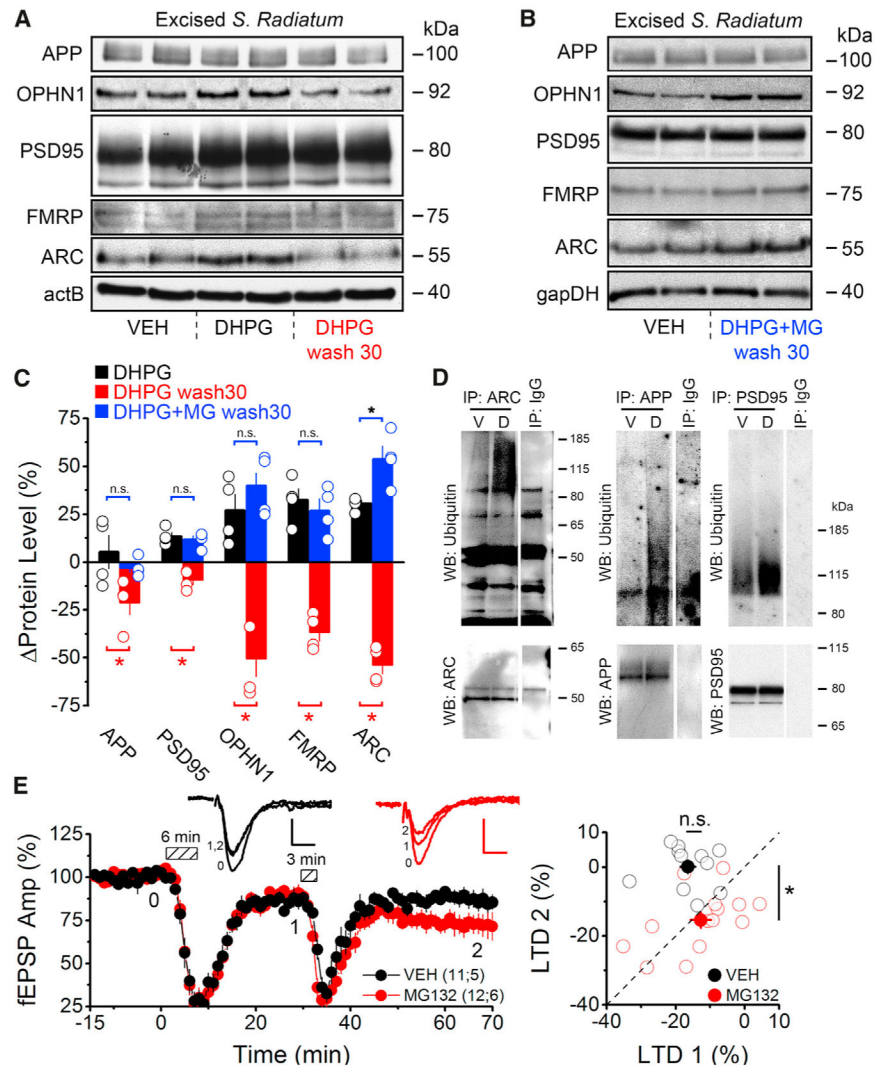 A
Excised S. Radiatum
kDa
APP
100
OPHN1
92
PSD95
80
FMRP
75
ARC
55
actB
40
VEH
DHPG
DHPG
wash 30
B
Excised S. Radiatum
kDa
APP
100
OPHN1
92
PSD95
80
FMRP
75
ARC
55
gapDH
40
VEH
DHPG+MG
wash 30
C
DHPG
DHPG wash30
DHPG+MG wash30
ΔProtein Level (%)
75
50
25
0
-25
-50
-75
n.s.
n.s.
n.s.
n.s.
*
*
*
*
*
*
APP
PSD95
OPHN1
FMRP
ARC
D
IP: ARC
V D
IP: IgG
WB: Ubiquitin
185
115
80
65
50
WB: ARC
50
IP: APP
V D
IP: IgG
WB: Ubiquitin
WB: APP
IP: PSD95
V D
IP: IgG
WB: Ubiquitin
kDa
185
115
80
WB: PSD95
115
80
65
E
fEPSP Amp (%)
125
100
75
50
25
6 min
3 min
1,2
0
2
1
0
0
1
2
VEH (11;5)
MG132 (12;6)
-15 0 20 40 60 80
Time (min)
n.s.
*
LTD 2 (%)
20
0
-20
-40
VEH
MG132
-40 -20 0 10
LTD 1 (%)